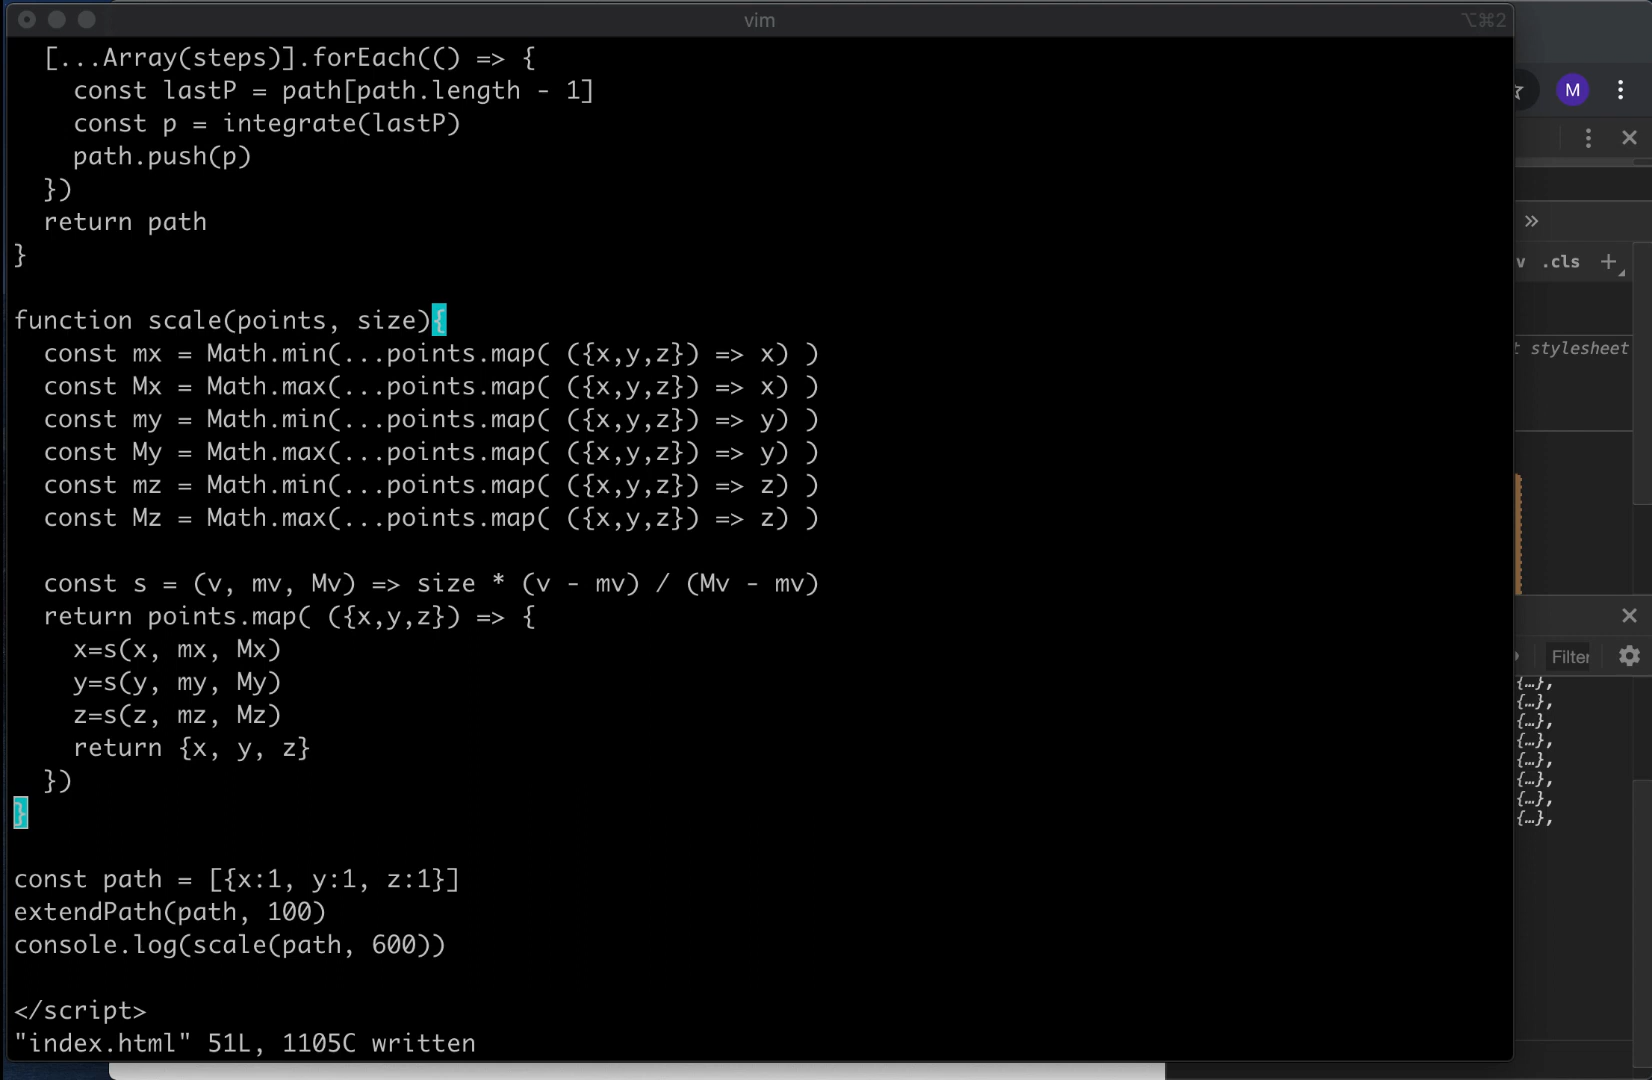 vim
⌥⌘2
[...Array(steps)].forEach(() => {
const lastP = path[path.length - 1]
const p = integrate(lastP)
path.push(p)
})
return path
}
function scale(points, size){
const mx = Math.min(...points.map( ({x,y,z}) => x) )
const Mx = Math.max(...points.map( ({x,y,z}) => x) )
const my = Math.min(...points.map( ({x,y,z}) => y) )
const My = Math.max(...points.map( ({x,y,z}) => y) )
const mz = Math.min(...points.map( ({x,y,z}) => z) )
const Mz = Math.max(...points.map( ({x,y,z}) => z) )
const s = (v, mv, Mv) => size * (v - mv) / (Mv - mv)
return points.map( ({x,y,z}) => {
x=s(x, mx, Mx)
y=s(y, my, My)
z=s(z, mz, Mz)
return {x, y, z}
})
}
const path = [{x:1, y:1, z:1}]
extendPath(path, 100)
console.log(scale(path, 600))
</script>
"index.html" 51L, 1105C written
M
»
v .cls +
t stylesheet
Filter
{…},
{…},
{…},
{…},
{…},
{…},
{…},
{…},